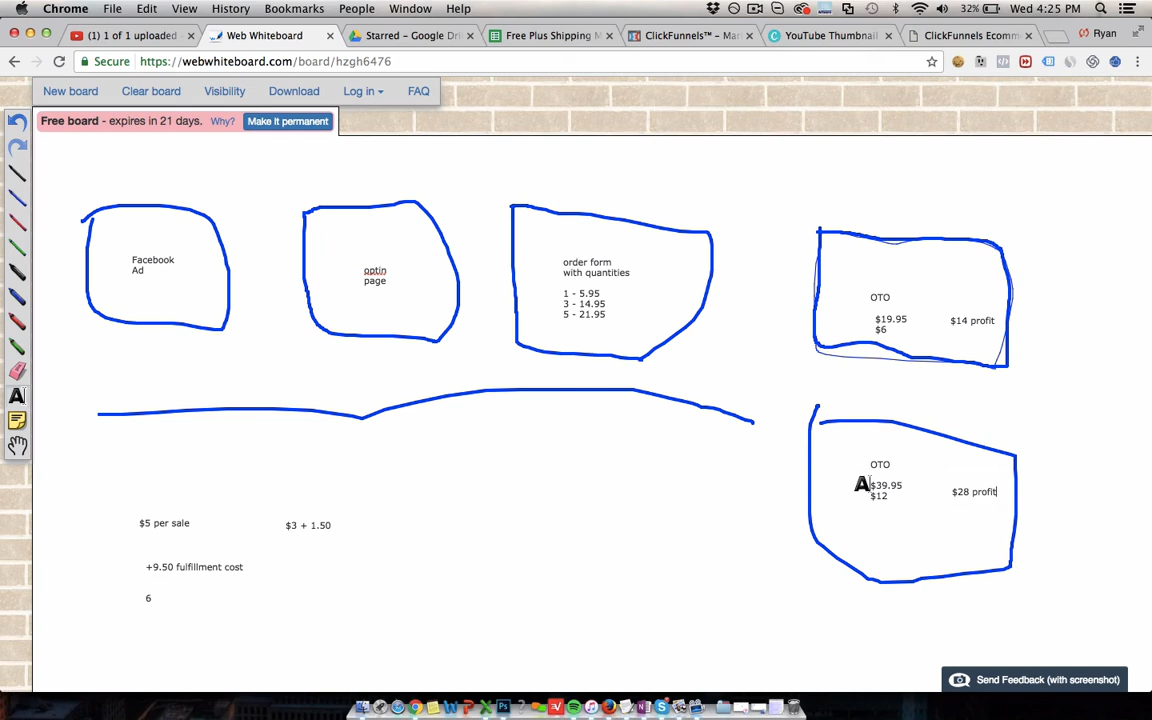 Chrome File Edit View History Bookmarks People Window Help
32% Wed 4:25 PM
(1) 1 of 1 uploaded
Web Whiteboard
Starred – Google Dri
Free Plus Shipping M
ClickFunnels™ – Mar
YouTube Thumbnail
ClickFunnels Ecomm
Ryan
Secure https://webwhiteboard.com/board/hzgh6476
New board Clear board Visibility Download Log in FAQ
Free board - expires in 21 days. Why? Make it permanent
Facebook
Ad
optin
page
order form
with quantities
1 - 5.95
3 - 14.95
5 - 21.95
OTO
$19.95
$6
$14 profit
OTO
$39.95
$12
$28 profit
A
$5 per sale
$3 + 1.50
+9.50 fulfillment cost
6
Send Feedback (with screenshot)